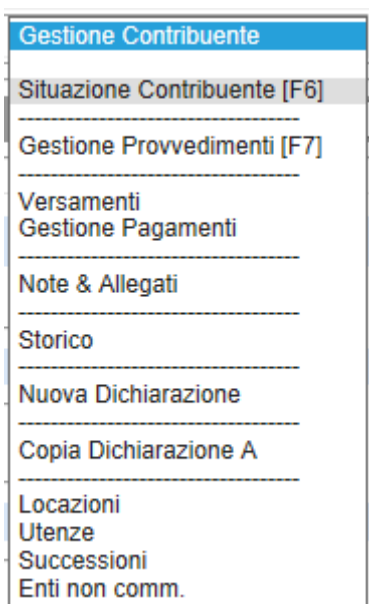 Gestione Contribuente
Situazione Contribuente [F6]
-----------------------------------
Gestione Provvedimenti [F7]
-----------------------------------
Versamenti
Gestione Pagamenti
-----------------------------------
Note & Allegati
-----------------------------------
Storico
-----------------------------------
Nuova Dichiarazione
-----------------------------------
Copia Dichiarazione A
-----------------------------------
Locazioni
Utenze
Successioni
Enti non comm.